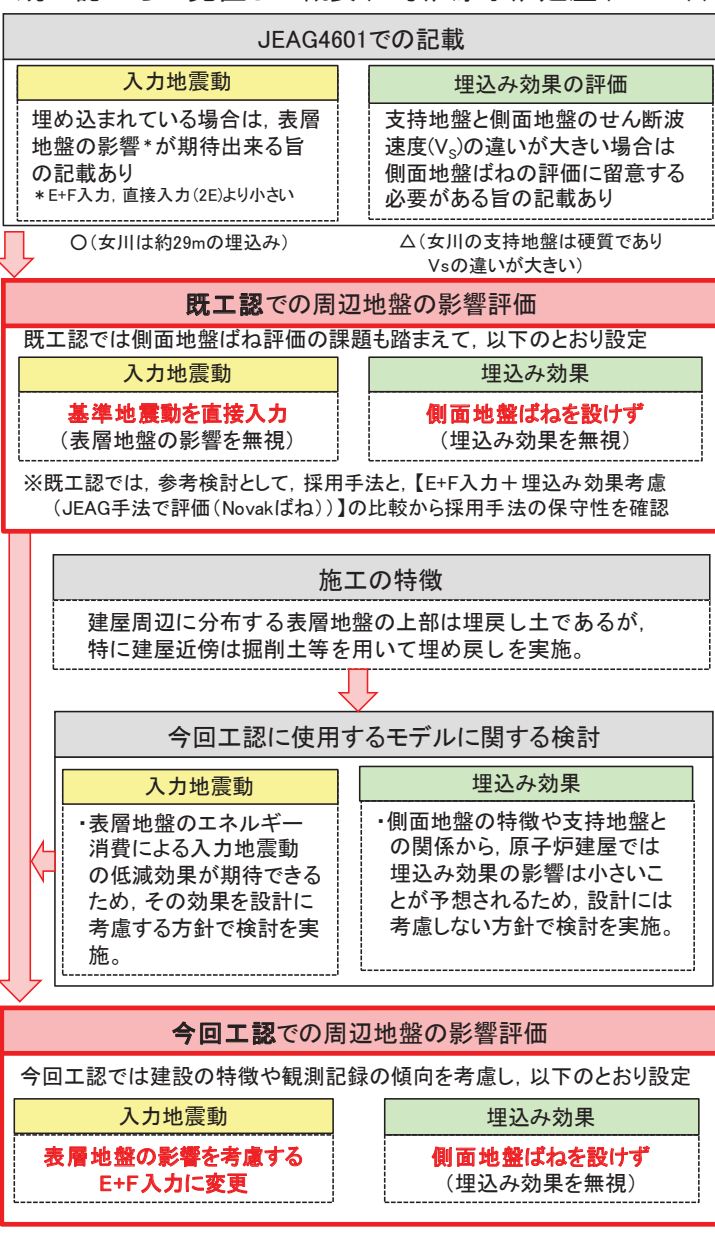 JEAG4601での記載
入力地震動
埋め込まれている場合は，表層
地盤の影響＊が期待出来る旨
の記載あり
＊E+F入力，直接入力(2E)より小さい
埋込み効果の評価
支持地盤と側面地盤のせん断波
速度(VS)の違いが大きい場合は
側面地盤ばねの評価に留意する
必要がある旨の記載あり
○（女川は約29mの埋込み）
△（女川の支持地盤は硬質であり
Vsの違いが大きい）
既工認での周辺地盤の影響評価
既工認では側面地盤ばね評価の課題も踏まえて，以下のとおり設定
入力地震動
基準地震動を直接入力
（表層地盤の影響を無視）
埋込み効果
側面地盤ばねを設けず
（埋込み効果を無視）
※既工認では，参考検討として，採用手法と，【E+F入力＋埋込み効果考慮
（JEAG手法で評価（Novakばね））】の比較から採用手法の保守性を確認
施工の特徴
建屋周辺に分布する表層地盤の上部は埋戻し土であるが，
特に建屋近傍は掘削土等を用いて埋め戻しを実施。
今回工認に使用するモデルに関する検討
入力地震動
・表層地盤のエネルギー
消費による入力地震動
の低減効果が期待できる
ため，その効果を設計に
考慮する方針で検討を実
施。
埋込み効果
・側面地盤の特徴や支持地盤と
の関係から，原子炉建屋では
埋込み効果の影響は小さいこ
とが予想されるため，設計には
考慮しない方針で検討を実施。
今回工認での周辺地盤の影響評価
今回工認では建設の特徴や観測記録の傾向を考慮し，以下のとおり設定
入力地震動
表層地盤の影響を考慮する
E+F入力に変更
埋込み効果
側面地盤ばねを設けず
（埋込み効果を無視）